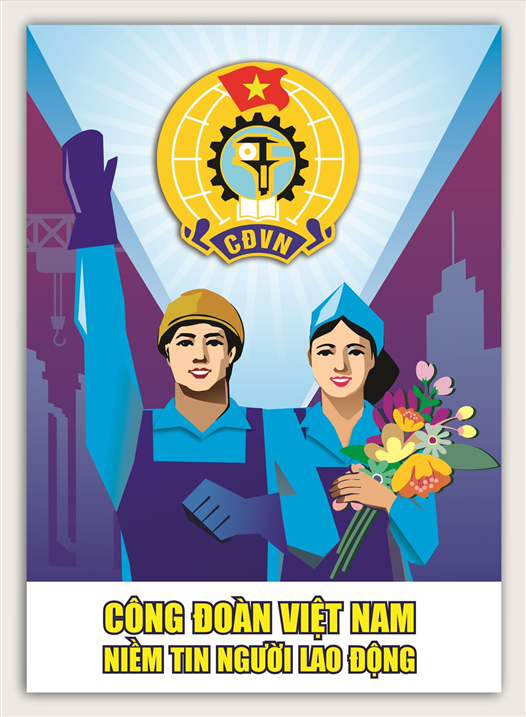 CĐVN
CÔNG ĐOÀN VIỆT NAM
NIỀM TIN NGƯỜI LAO ĐỘNG